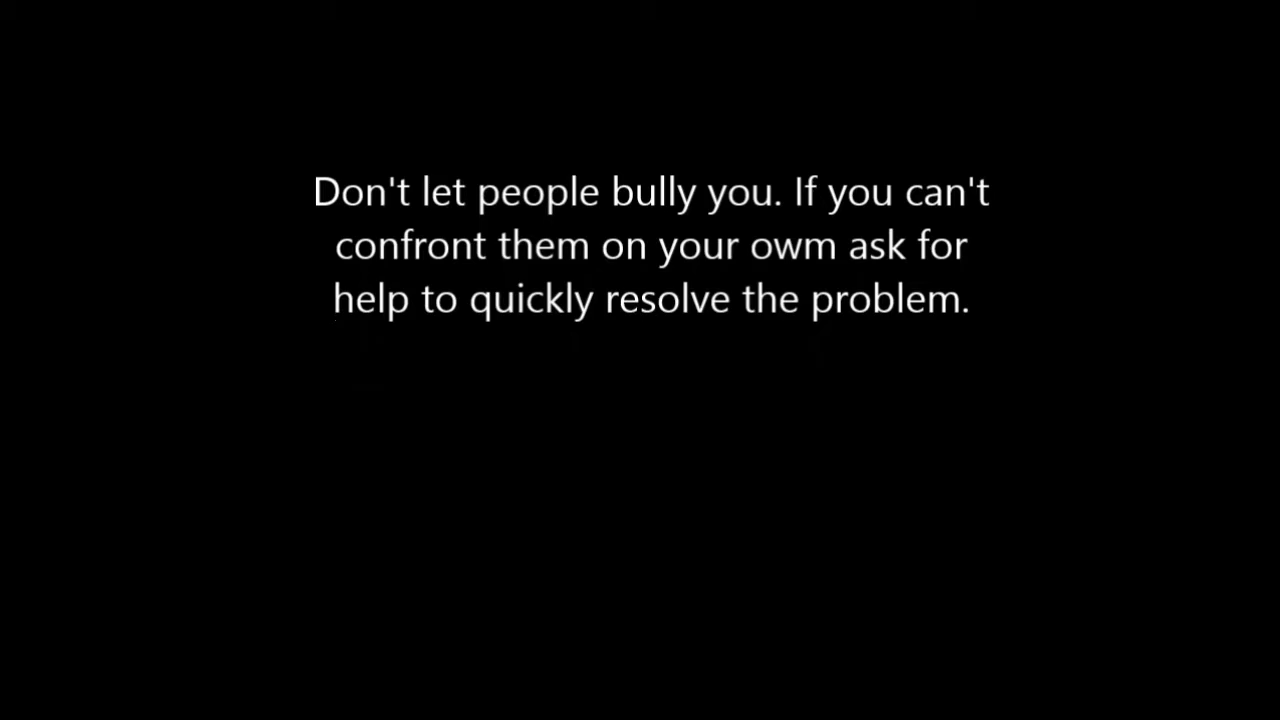 Don't let people bully you. If you can't
confront them on your owm ask for
help to quickly resolve the problem.